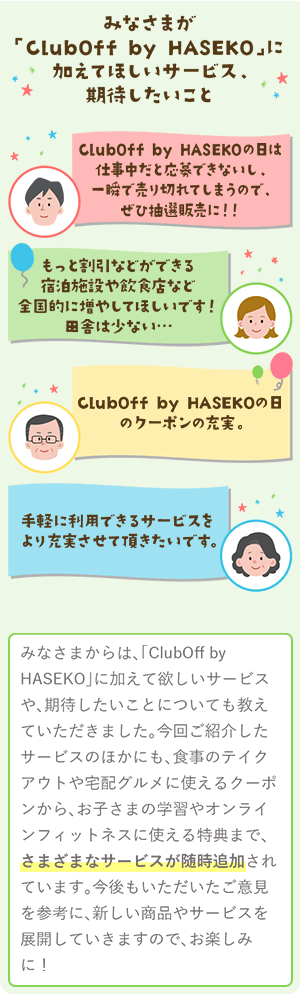 みなさまが
「ClubOff by HASEKO」に
加えてほしいサービス、
期待したいこと
ClubOff by HASEKOの日は
仕事中だと応募できないし、
一瞬で売り切れてしまうので、
ぜひ抽選販売に！！
もっと割引などができる
宿泊施設や飲食店など
全国的に増やしてほしいです！
田舎は少ない…
ClubOff by HASEKOの日
のクーポンの充実。
手軽に利用できるサービスを
より充実させて頂きたいです。
みなさまからは、「ClubOff by
HASEKO」に加えて欲しいサービス
や、期待したいことについても教え
ていただきました。今回ご紹介した
サービスのほかにも、食事のテイク
アウトや宅配グルメに使えるクーポ
ンから、お子さまの学習やオンライ
ンフィットネスに使える特典まで、
さまざまなサービスが随時追加され
ています。今後もいただいたご意見
を参考に、新しい商品やサービスを
展開していきますので、お楽しみ
に！